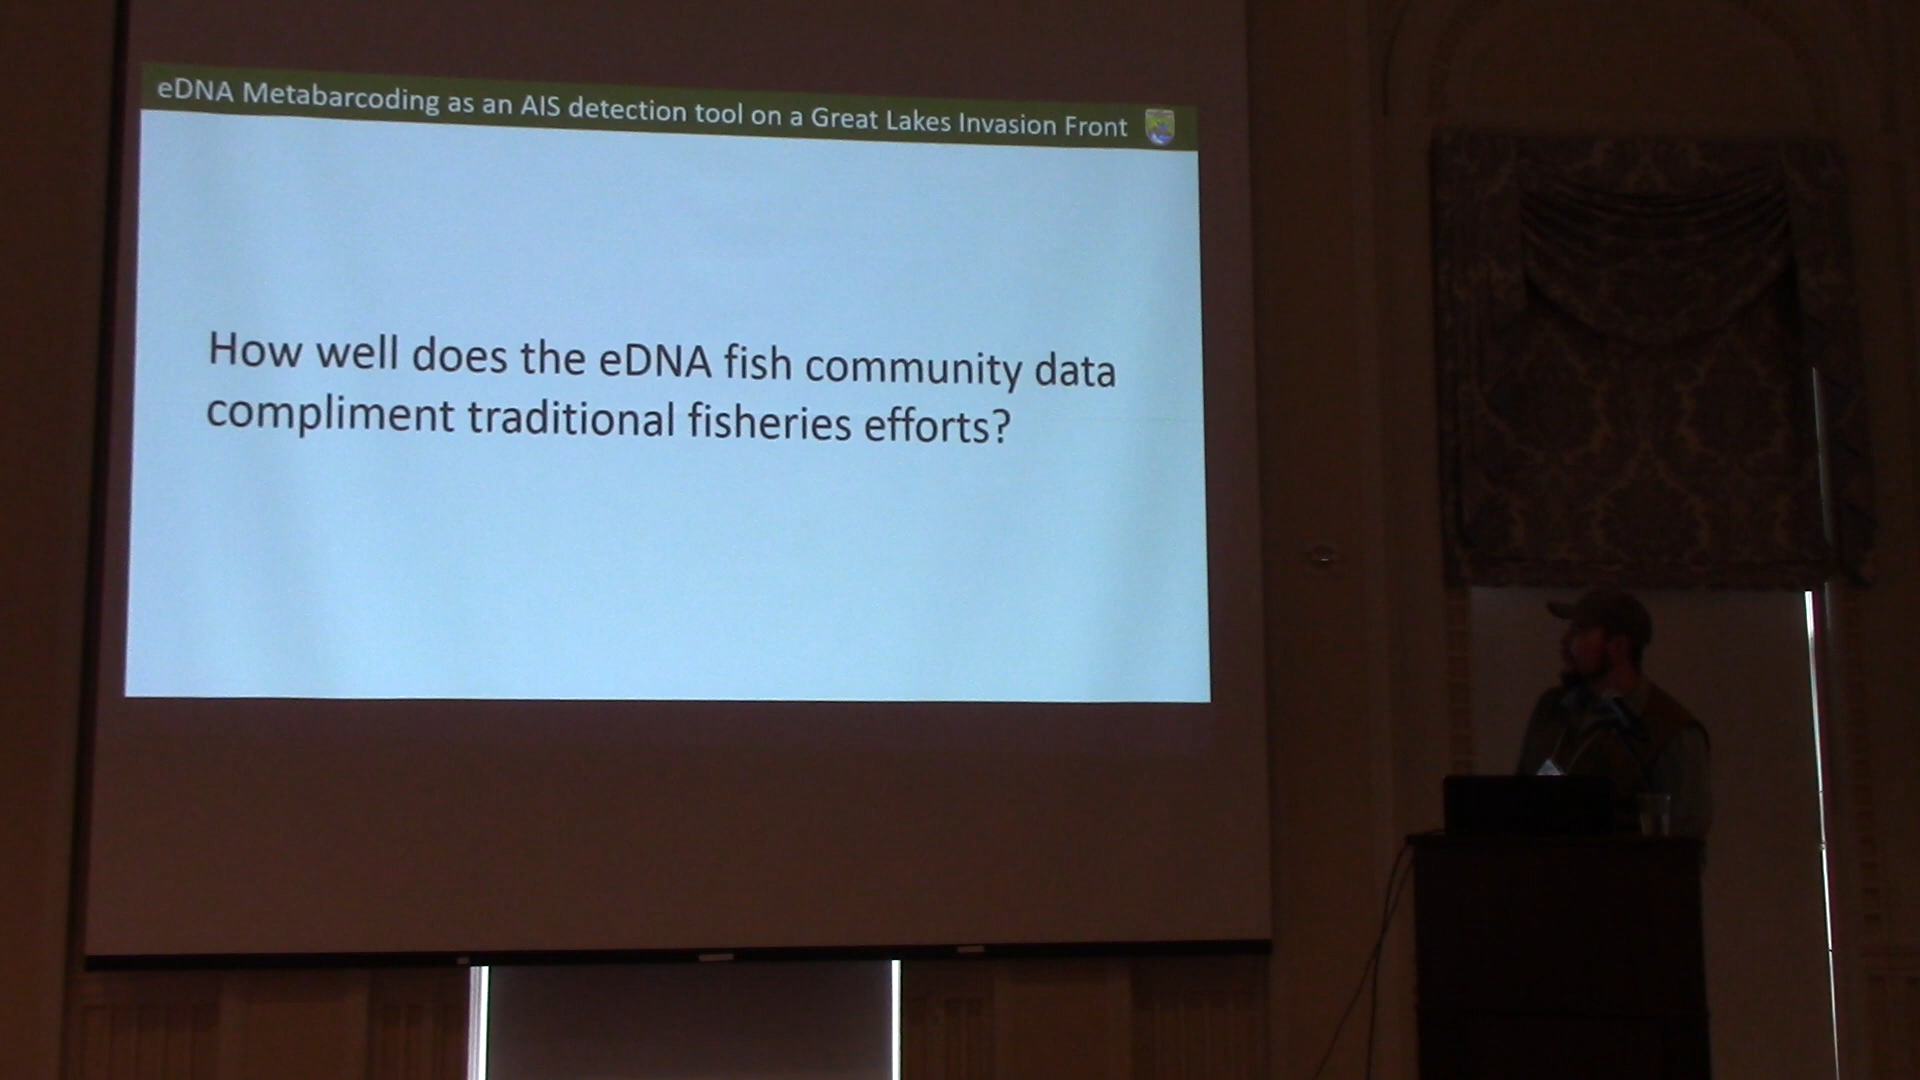 eDNA Metabarcoding as an AIS detection tool on a Great Lakes Invasion Front
How well does the eDNA fish community data
compliment traditional fisheries efforts?